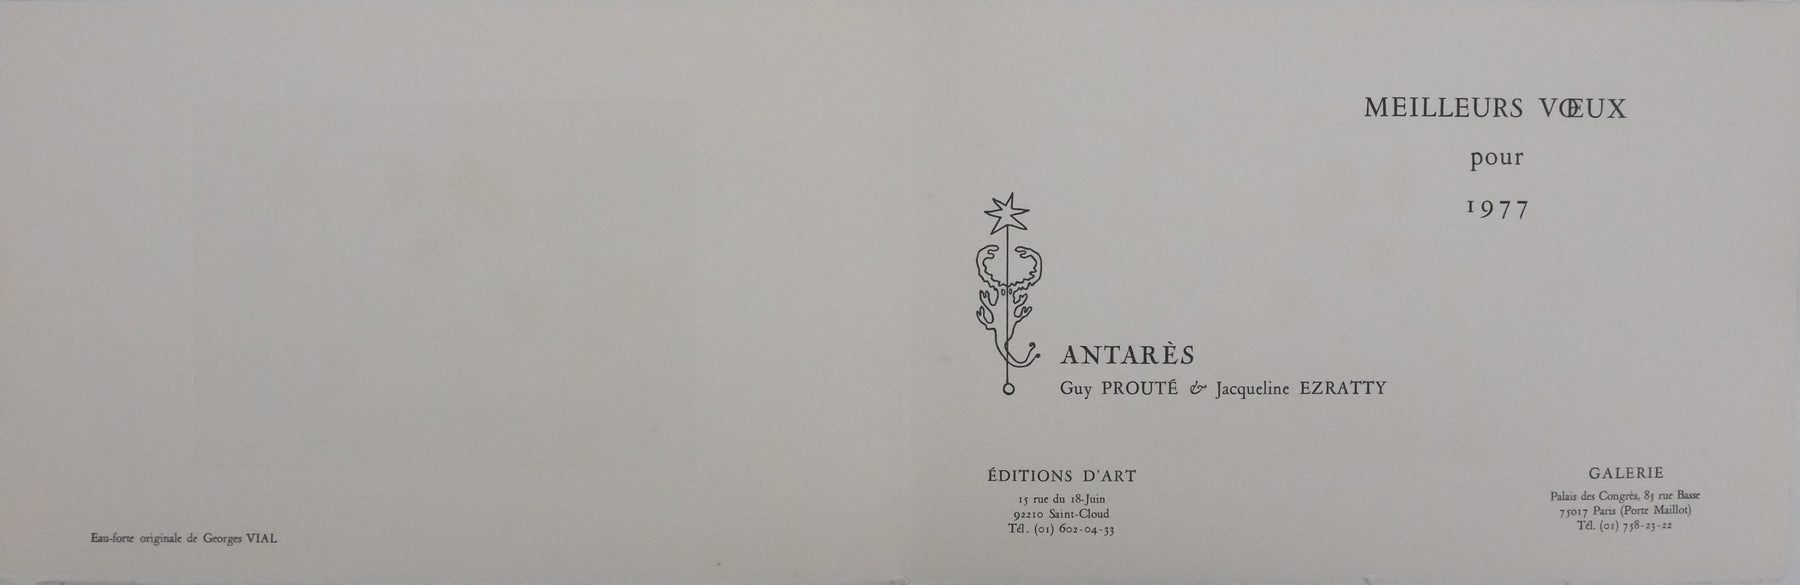 MEILLEURS VŒUX
pour
1977
ANTARÈS
Guy PROUTÉ & Jacqueline EZRATTY
ÉDITIONS D'ART
15 rue du 18-Juin
92210 Saint-Cloud
Tél. (01) 602-04-33
GALERIE
Palais des Congrès, 85 rue Basse
75017 Paris (Porte Maillot)
Tél. (01) 758-23-22
Eau-forte originale de Georges VIAL